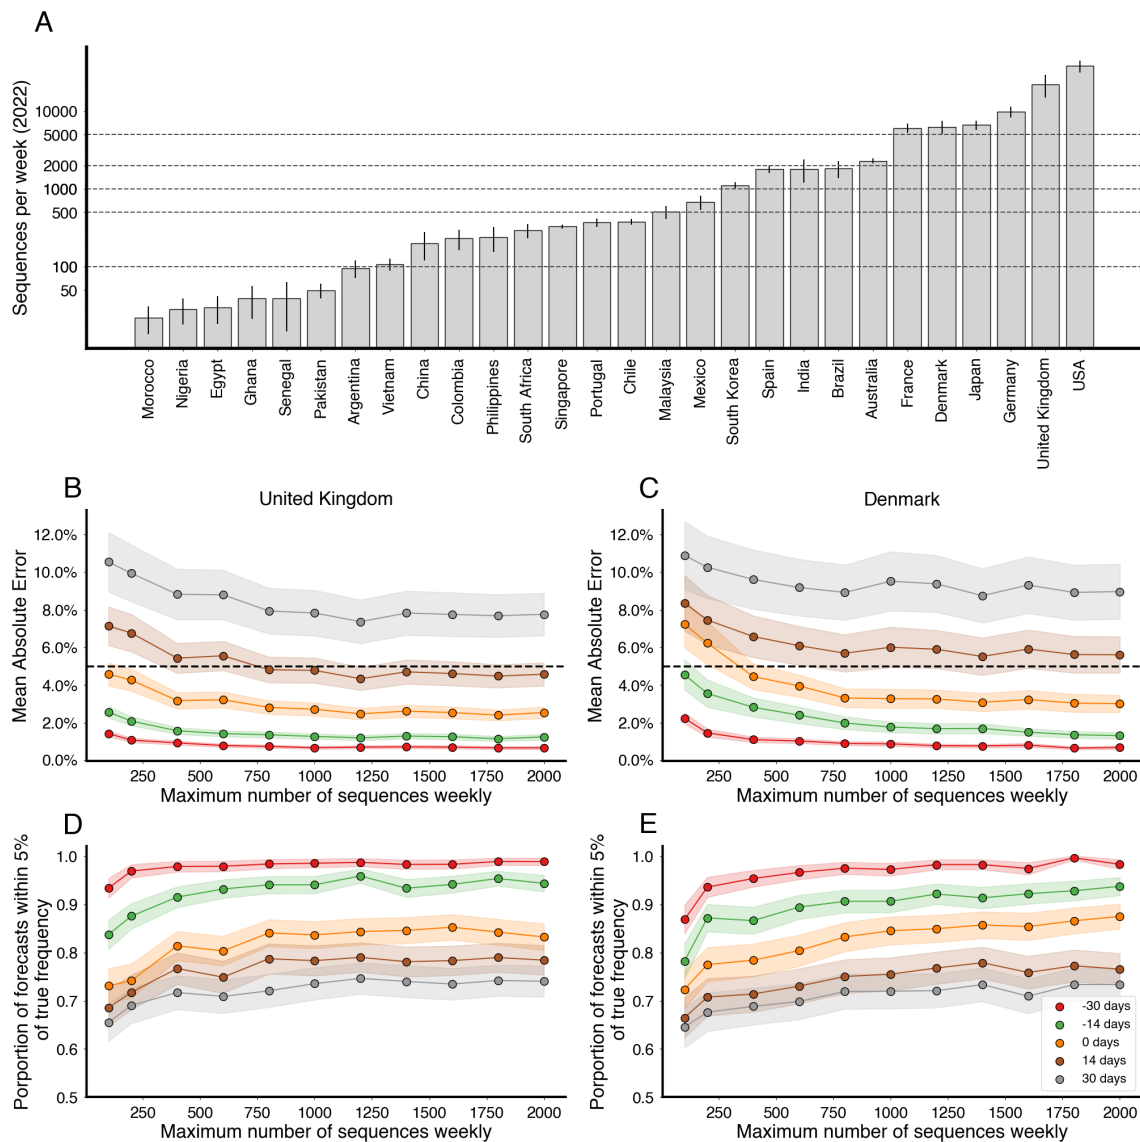 A
Sequences per week (2022)
10000
5000
2000
1000
500
100
50
Morocco
Nigeria
Egypt
Ghana
Senegal
Pakistan
Argentina
Vietnam
China
Colombia
Philippines
South Africa
Singapore
Portugal
Chile
Malaysia
Mexico
South Korea
Spain
India
Brazil
Australia
France
Denmark
Japan
Germany
United Kingdom
USA
B
United Kingdom
Mean Absolute Error
12.0%
10.0%
8.0%
6.0%
4.0%
2.0%
0.0%
250 500 750 1000 1250 1500 1750 2000
Maximum number of sequences weekly
C
Denmark
Mean Absolute Error
12.0%
10.0%
8.0%
6.0%
4.0%
2.0%
0.0%
250 500 750 1000 1250 1500 1750 2000
Maximum number of sequences weekly
D
Porportion of forecasts within 5%
of true frequency
1.0
0.9
0.8
0.7
0.6
0.5
250 500 750 1000 1250 1500 1750 2000
Maximum number of sequences weekly
E
Porportion of forecasts within 5%
of true frequency
1.0
0.9
0.8
0.7
0.6
0.5
250 500 750 1000 1250 1500 1750 2000
Maximum number of sequences weekly
-30 days
-14 days
0 days
14 days
30 days